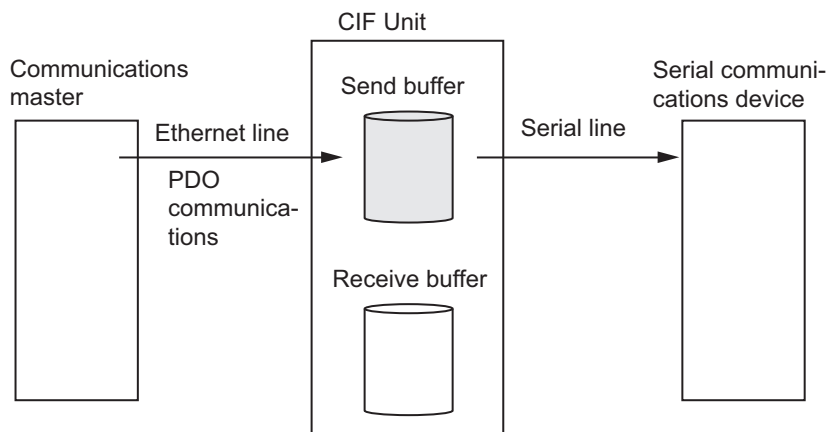 CIF Unit
Communications
master
Send buffer
Serial communi-
cations device
Ethernet line
Serial line
PDO
communica-
tions
Receive buffer